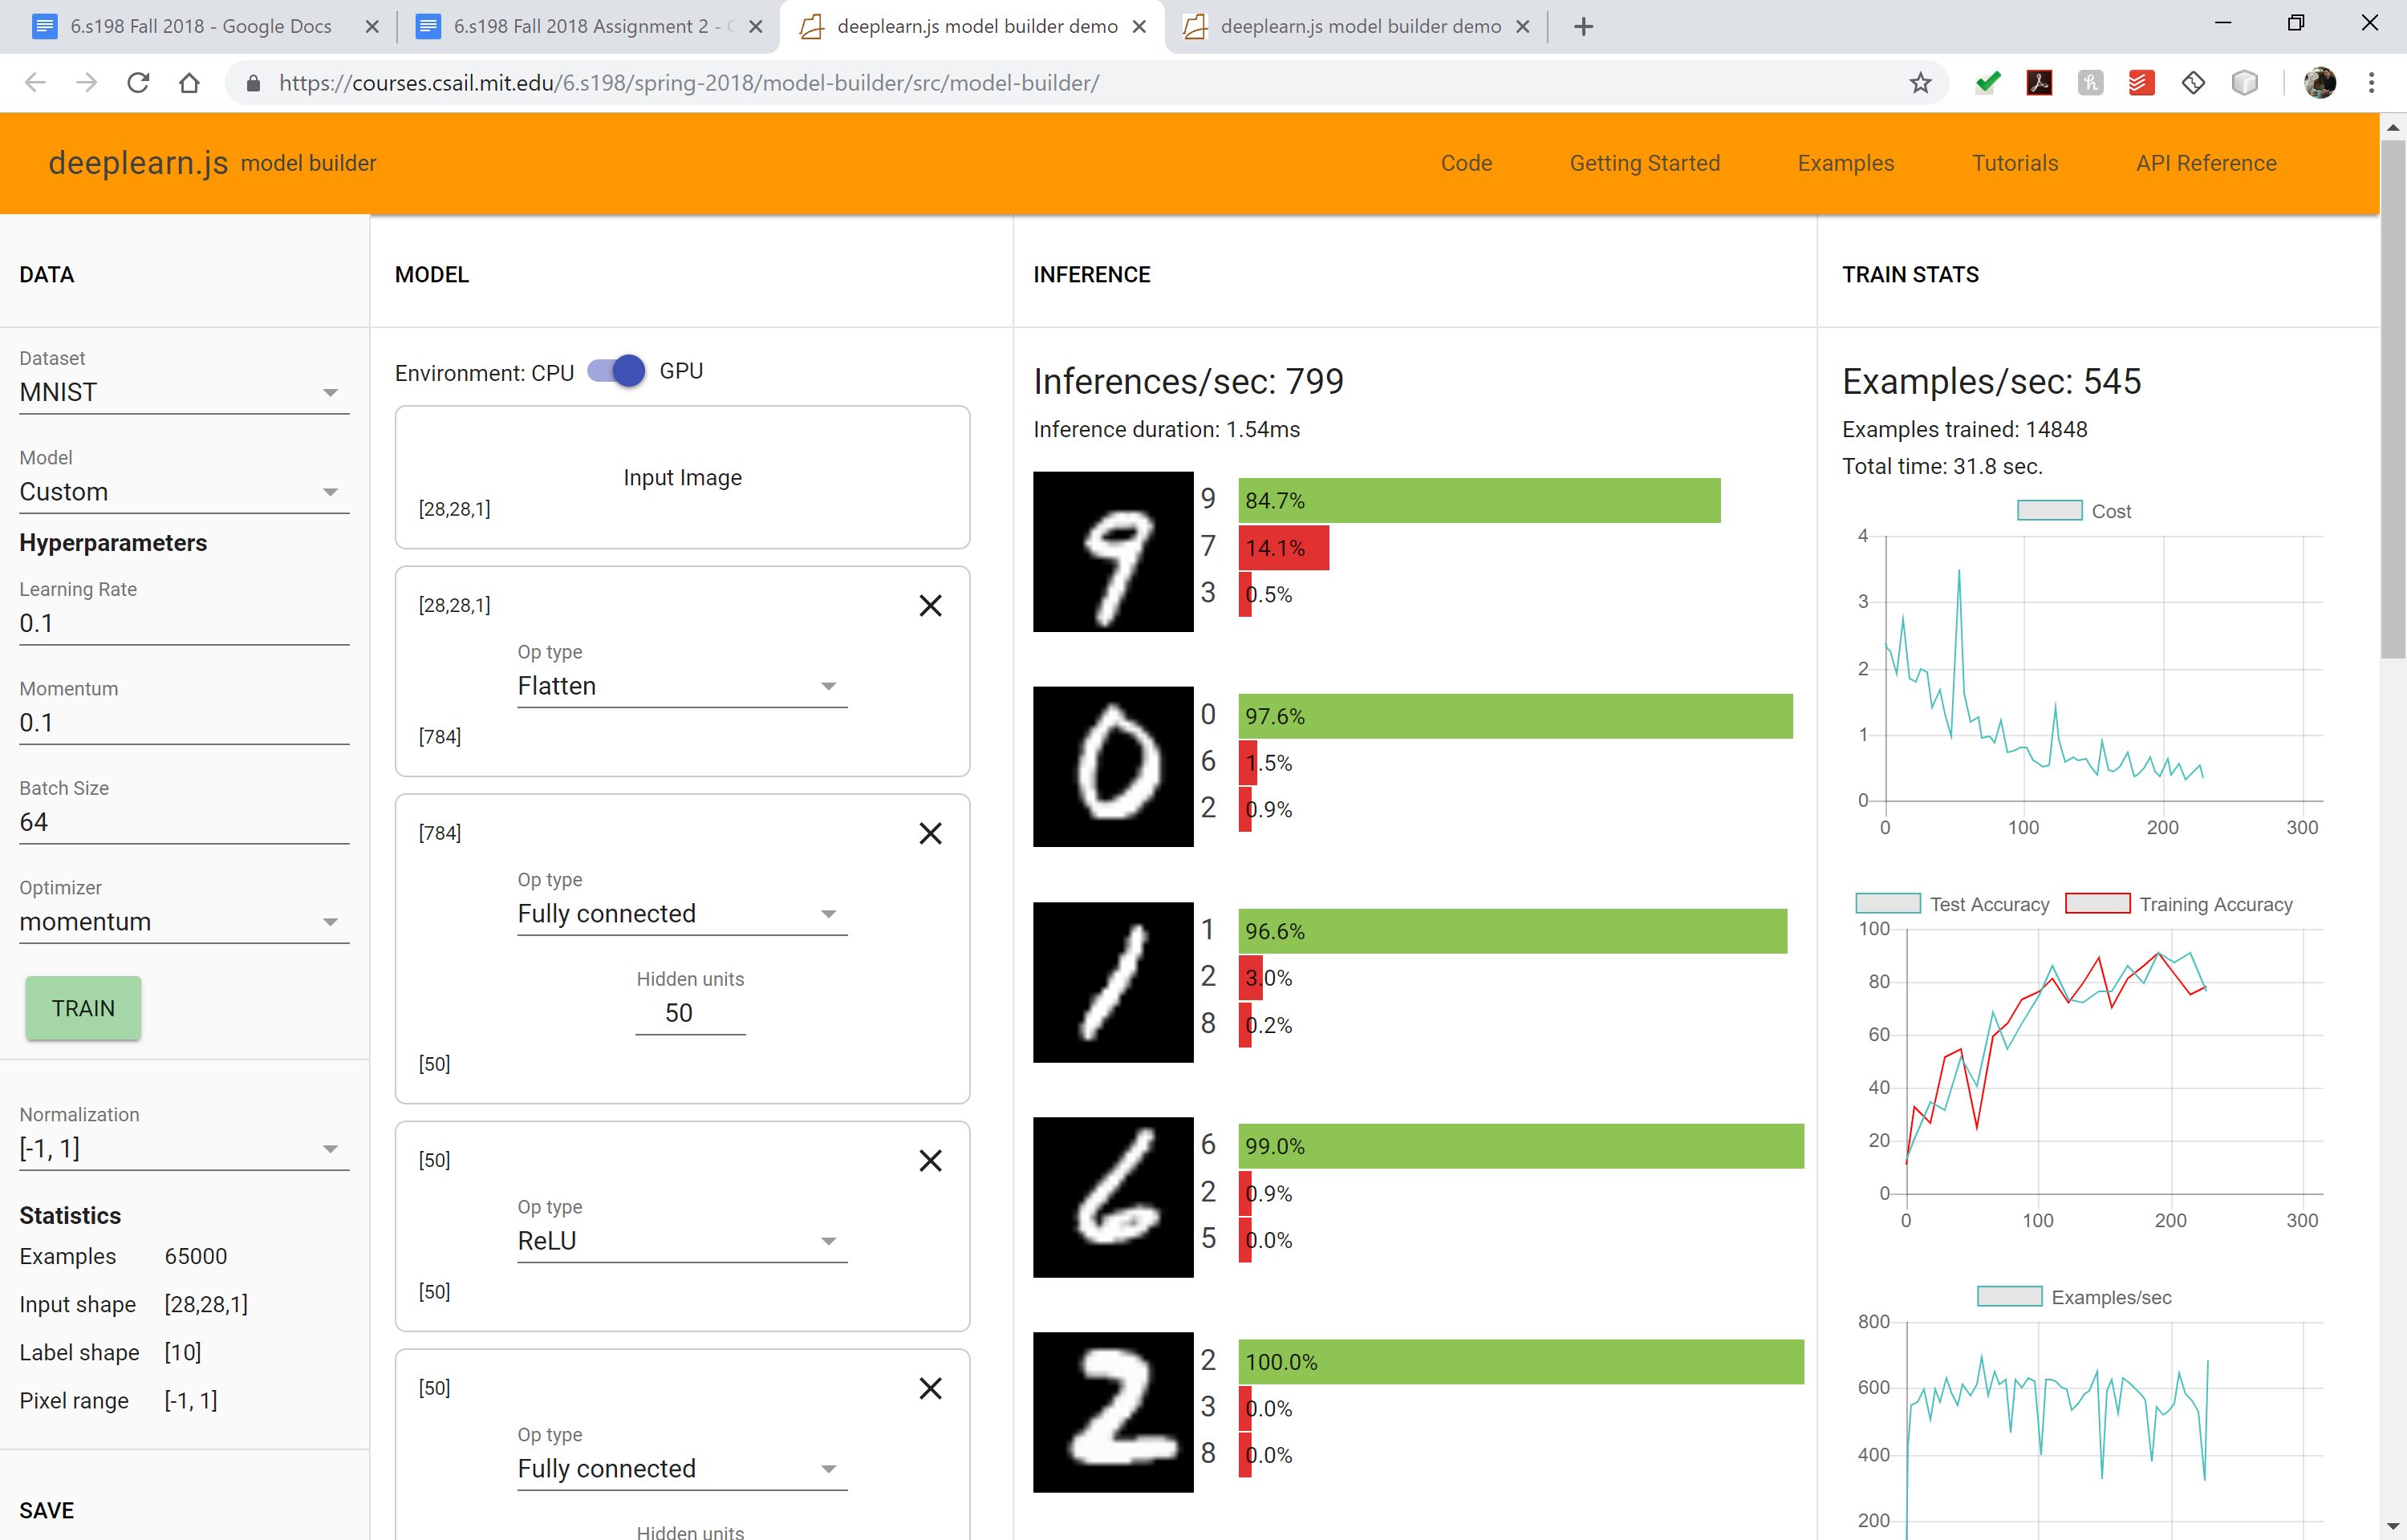 6.s198 Fall 2018 - Google Docs
6.s198 Fall 2018 Assignment 2 -
deeplearn.js model builder demo
deeplearn.js model builder demo
https://courses.csail.mit.edu/6.s198/spring-2018/model-builder/src/model-builder/
deeplearn.js model builder
Code
Getting Started
Examples
Tutorials
API Reference
DATA
Dataset
MNIST
Model
Custom
Hyperparameters
Learning Rate
0.1
Momentum
0.1
Batch Size
64
Optimizer
momentum
TRAIN
Normalization
[-1, 1]
Statistics
Examples 65000
Input shape [28,28,1]
Label shape [10]
Pixel range [-1, 1]
SAVE
MODEL
Environment: CPU GPU
Input Image
[28,28,1]
[28,28,1]
Op type
Flatten
[784]
[784]
Op type
Fully connected
Hidden units
50
[50]
[50]
Op type
ReLU
[50]
[50]
Op type
Fully connected
Hidden units
INFERENCE
Inferences/sec: 799
Inference duration: 1.54ms
9
9 84.7%
7 14.1%
3 0.5%
0
0 97.6%
6 1.5%
2 0.9%
1
1 96.6%
2 3.0%
8 0.2%
6
6 99.0%
2 0.9%
5 0.0%
2
2 100.0%
3 0.0%
8 0.0%
TRAIN STATS
Examples/sec: 545
Examples trained: 14848
Total time: 31.8 sec.
Cost
4
3
2
1
0
0 100 200 300
Test Accuracy Training Accuracy
100
80
60
40
20
0
0 100 200 300
Examples/sec
800
600
400
200